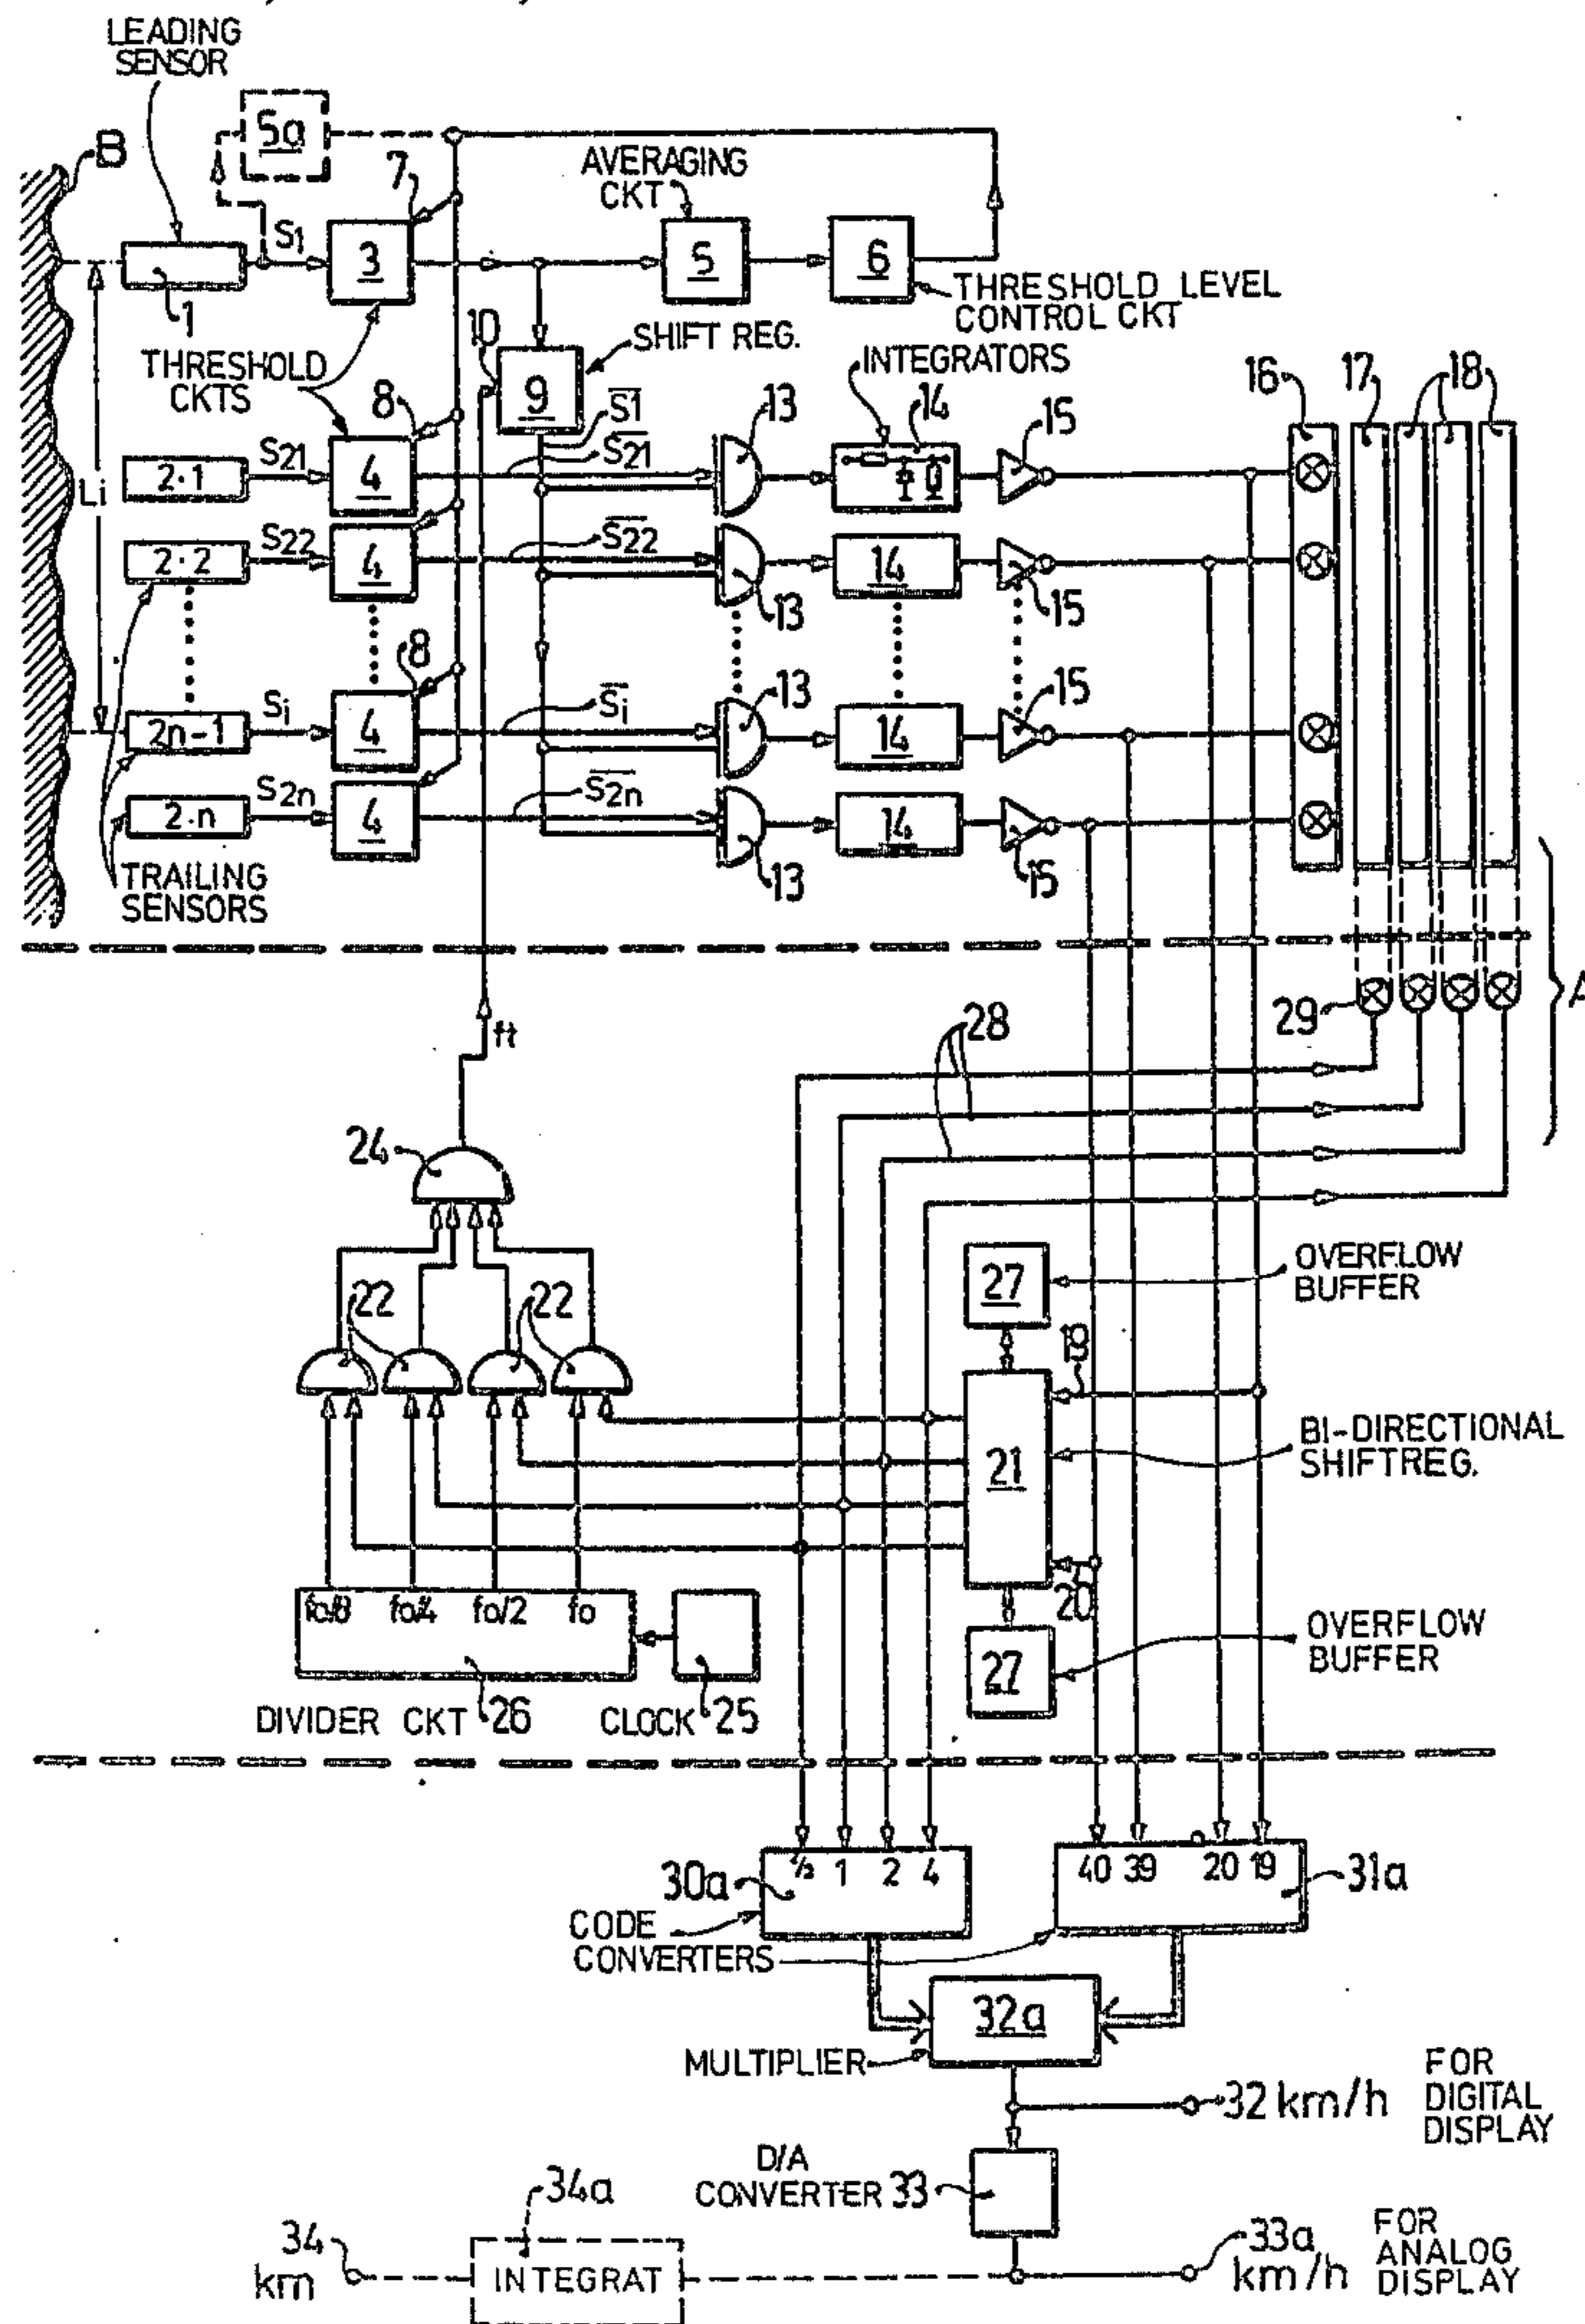 LEADING
SENSOR
5a
B
7
AVERAGING
CKT
S1
3
5
6
1
THRESHOLD LEVEL
CONTROL CKT
10
SHIFT REG.
THRESHOLD
CKTS
INTEGRATORS
16
17
18
9
8
S1
13
14
15
S21
S21
2·1
4
Li
S22
S22
2·2
4
14
13
15
8
13
15
Si
Si
2n-1
4
14
S2n
S2n
2·n
4
14
15
13
TRAILING
SENSORS
A
29
28
ft
24
OVERFLOW
BUFFER
27
22
22
19
BI-DIRECTIONAL
SHIFTREG.
21
20
fo/8 fo/4 fo/2 fo
OVERFLOW
BUFFER
27
DIVIDER CKT 26
CLOCK 25
30a
½ 1 2 4
40 39 20 19
31a
CODE
CONVERTERS
32a
MULTIPLIER
32 km/h
FOR
DIGITAL
DISPLAY
D/A
CONVERTER 33
34a
34
km
INTEGRAT
33a
km/h
FOR
ANALOG
DISPLAY